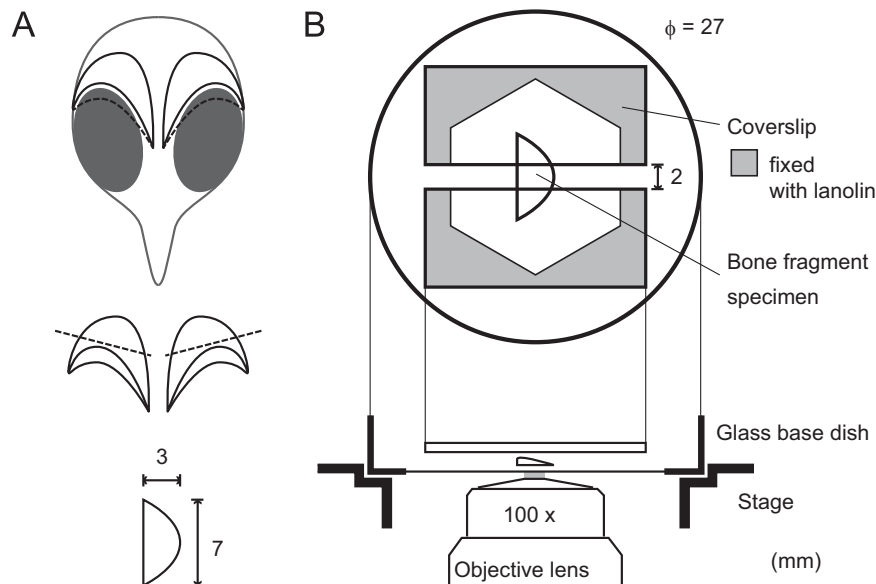 A
B
ϕ = 27
Coverslip
fixed
with lanolin
2
Bone fragment
specimen
3
7
Glass base dish
Stage
100 x
Objective lens
(mm)